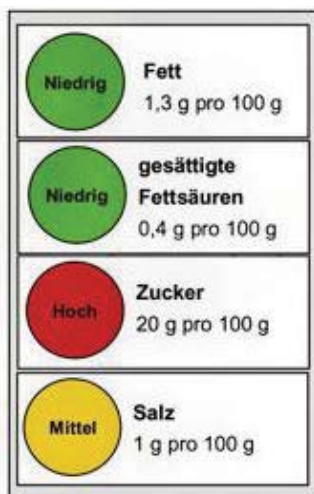 Niedrig
Fett
1,3 g pro 100 g
Niedrig
gesättigte
Fettsäuren
0,4 g pro 100 g
Hoch
Zucker
20 g pro 100 g
Mittel
Salz
1 g pro 100 g